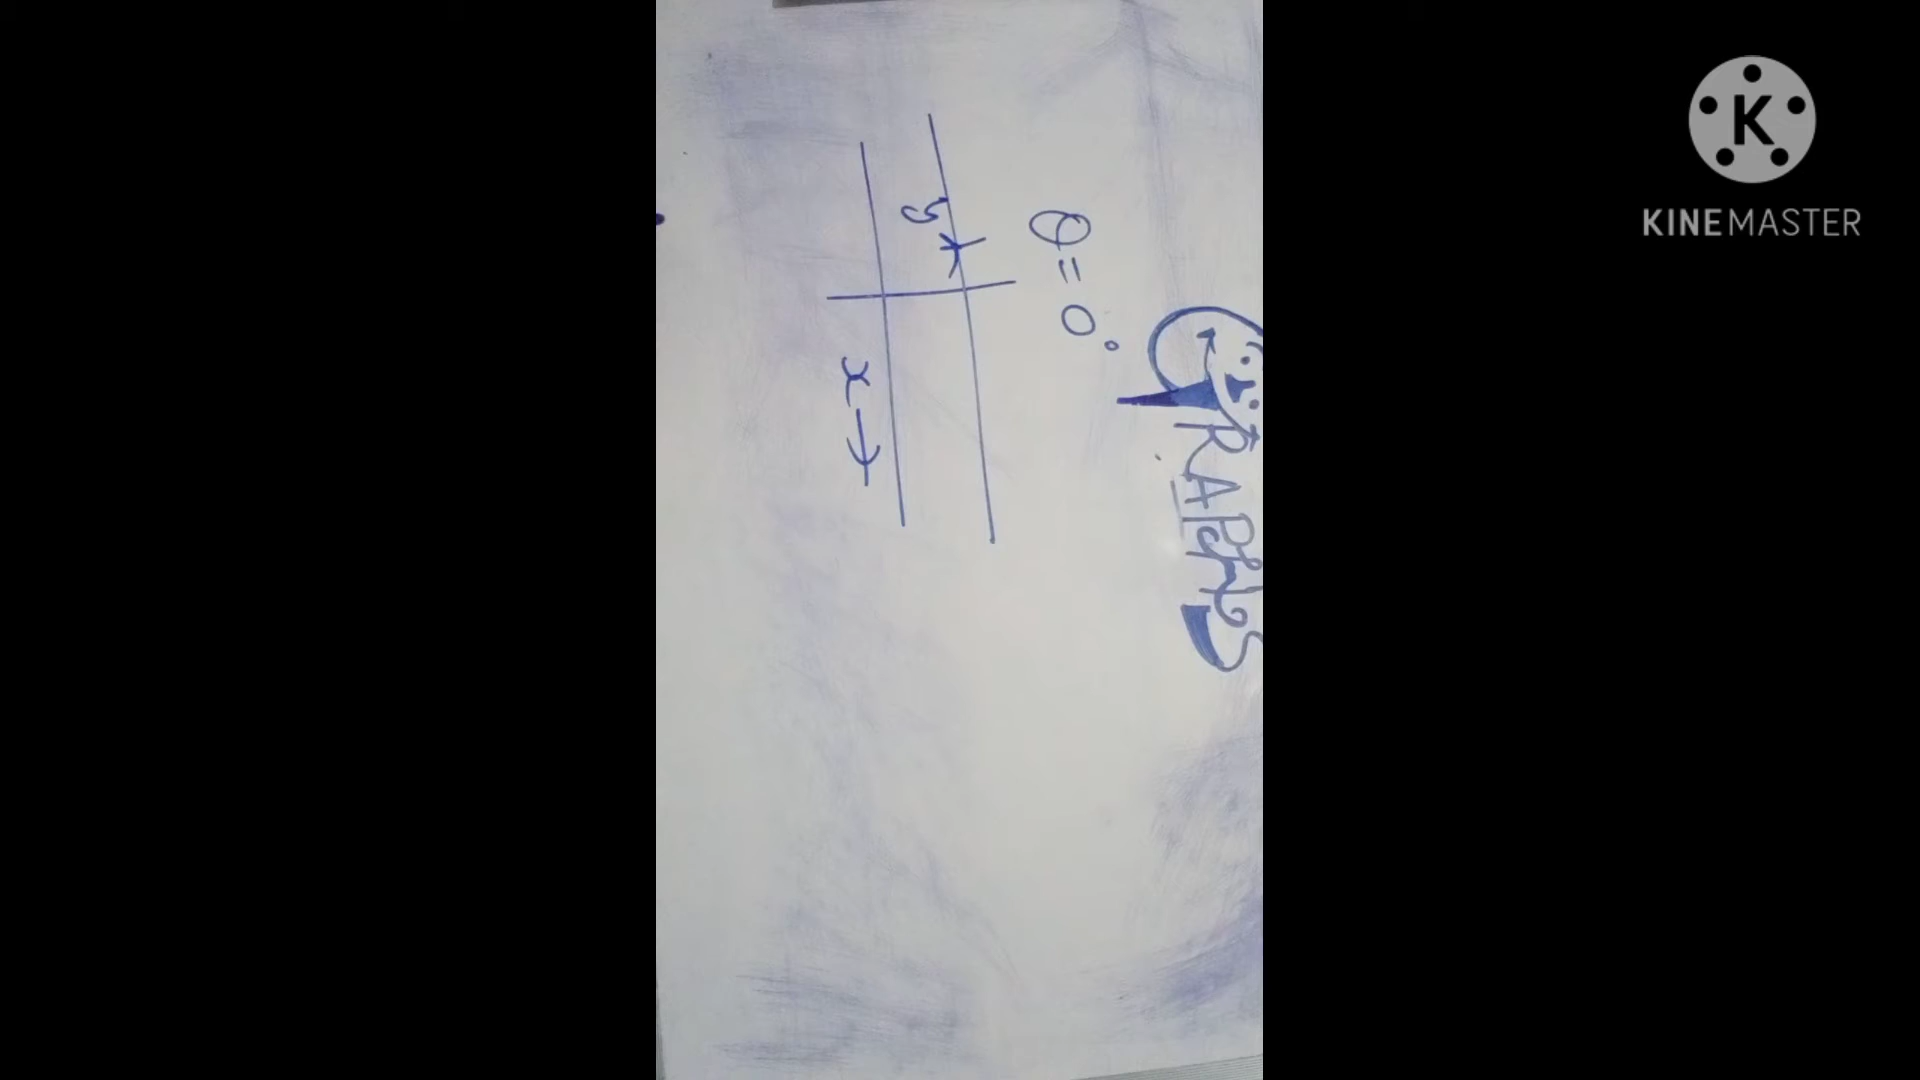 GRAPHS
θ = 0°
y
x →
KINEMASTER